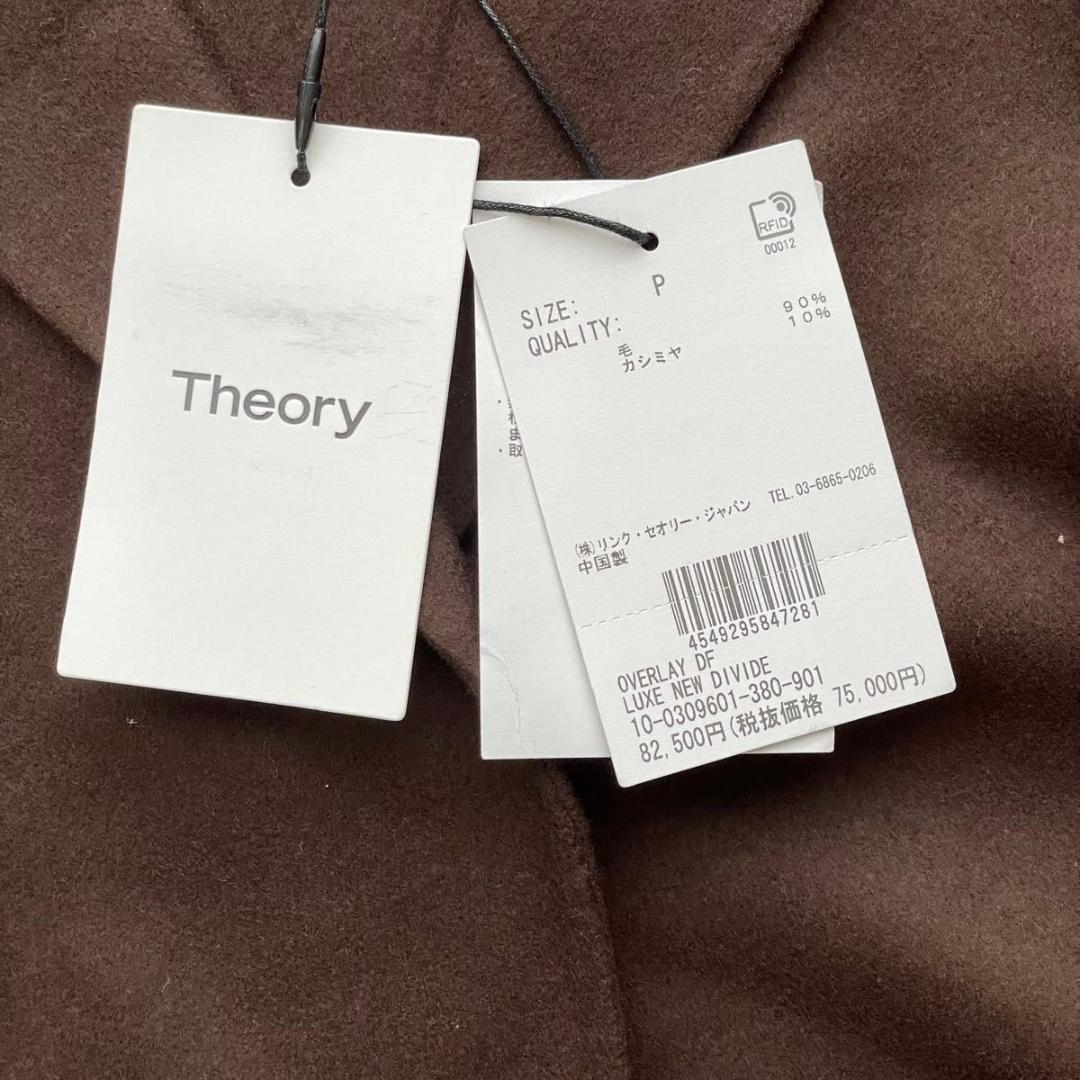 Theory
RFID
00012
SIZE: P
QUALITY:
毛 90%
カシミヤ 10%
・
・取
TEL.03-6865-0206
(株)リンク・セオリー・ジャパン
中国製
4549295847281
OVERLAY DF
LUXE NEW DIVIDE
10-0309601-380-901
82,500円(税抜価格 75,000円)